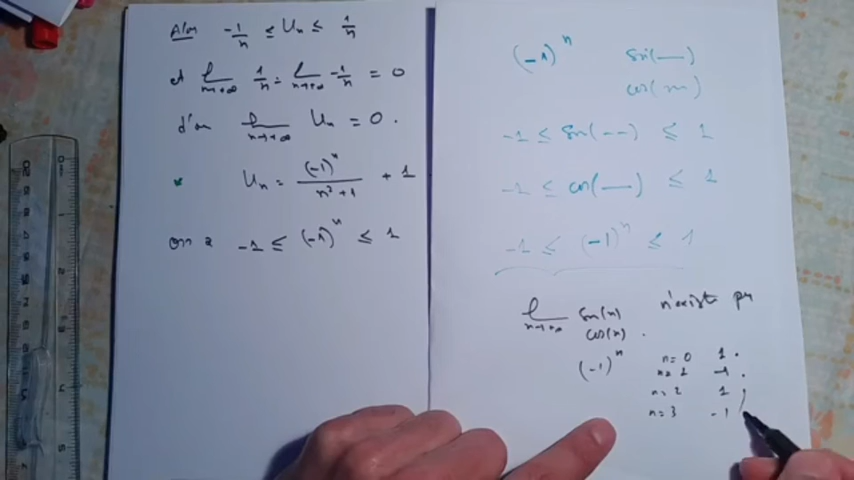 Alors -1/n ≤ Un ≤ 1/n
et lim n→+∞ 1/n = lim n→+∞ -1/n = 0
d'où lim n→+∞ Un = 0.
* Un = (-1)^n / (n²+1) + 1
on a -1 ≤ (-1)^n ≤ 1
(-1)^n sin(—)
cos(n)
-1 ≤ sin(—) ≤ 1
-1 ≤ cos(—) ≤ 1
-1 ≤ (-1)^n ≤ 1
lim n→+∞ sin(n) n'existe pas
cos(n).
(-1)^n n=0 1.
n=1 -1.
n=2 1
n=3 -1